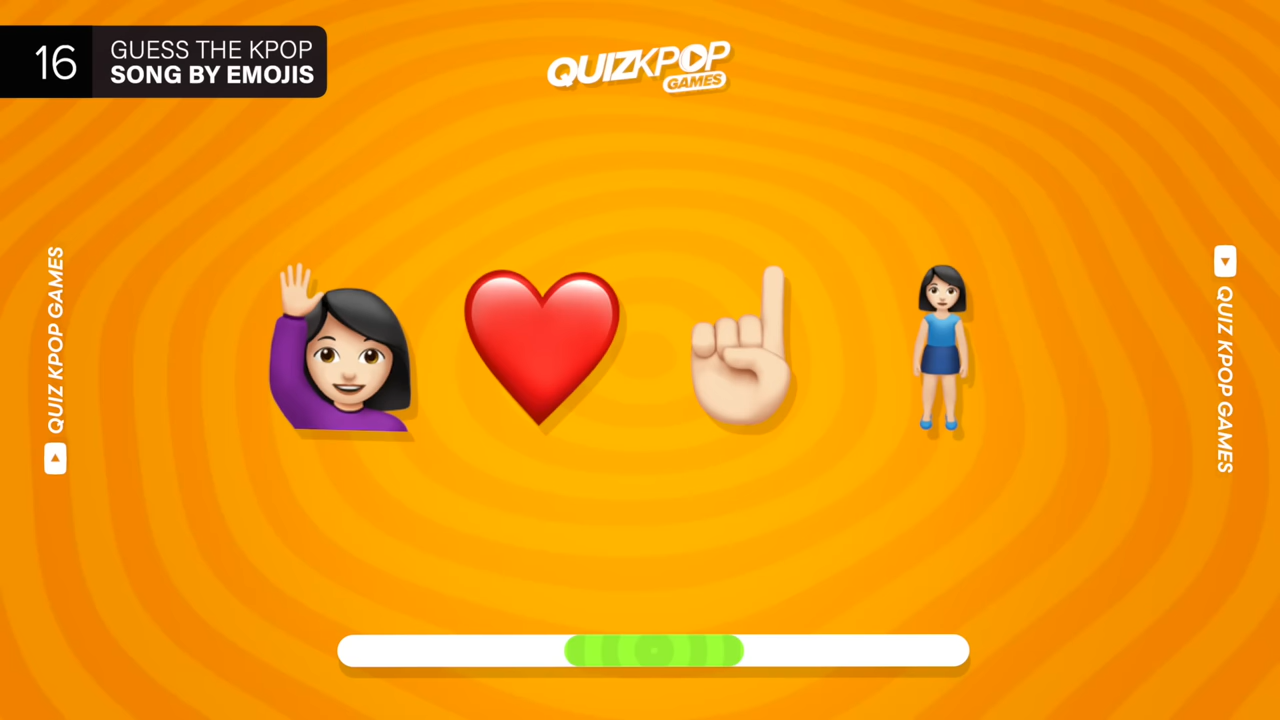 16
GUESS THE KPOP
SONG BY EMOJIS
QUIZKPOP
GAMES
QUIZ KPOP GAMES
QUIZ KPOP GAMES